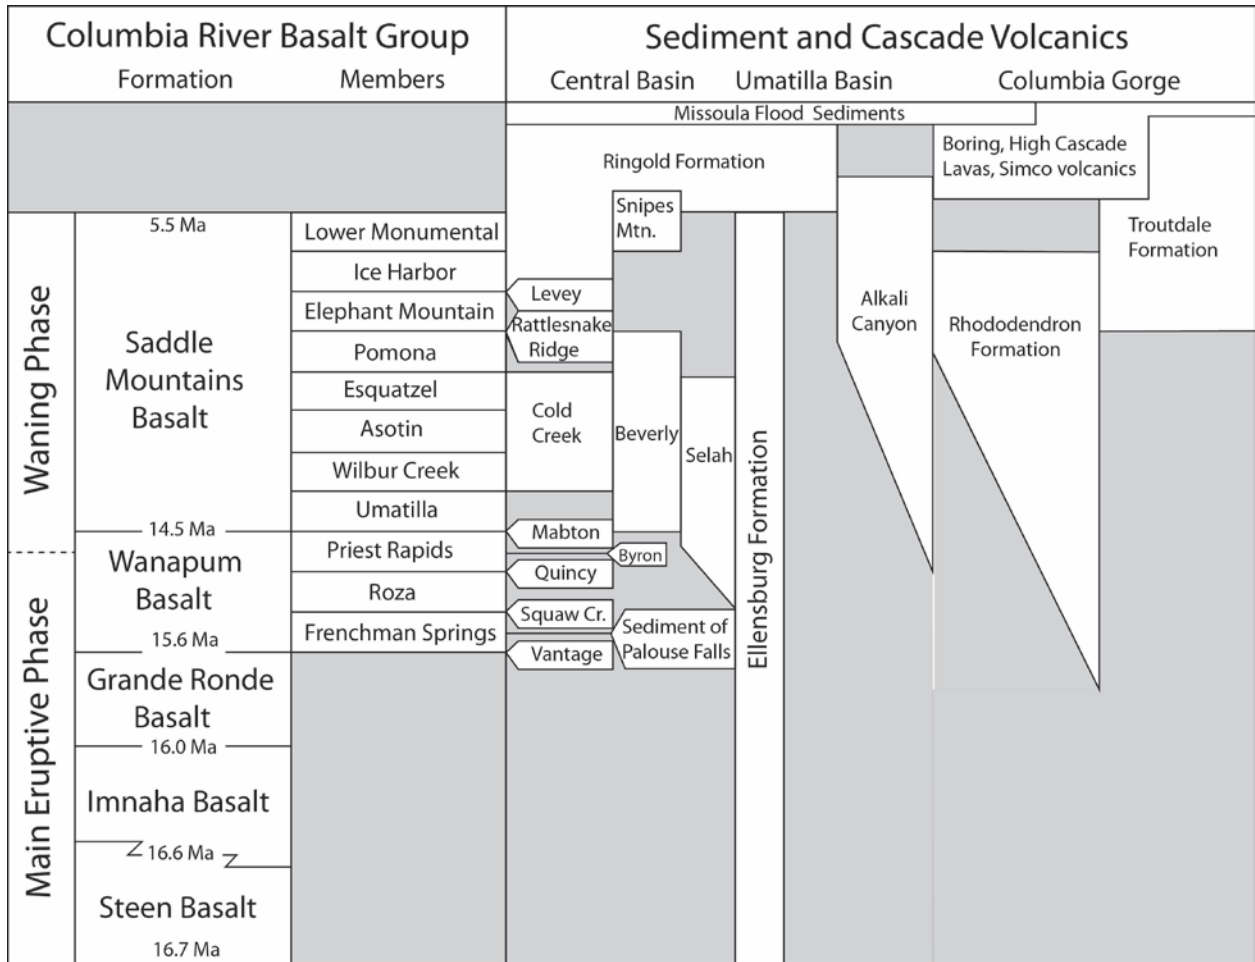 Columbia River Basalt Group
Sediment and Cascade Volcanics
Formation
Members
Central Basin
Umatilla Basin
Columbia Gorge
Missoula Flood Sediments
Ringold Formation
Boring, High Cascade
Lavas, Simco volcanics
Waning Phase
Main Eruptive Phase
5.5 Ma
Saddle
Mountains
Basalt
14.5 Ma
Wanapum
Basalt
15.6 Ma
Grande Ronde
Basalt
16.0 Ma
Imnaha Basalt
16.6 Ma
Steen Basalt
16.7 Ma
Lower Monumental
Ice Harbor
Elephant Mountain
Pomona
Esquatzel
Asotin
Wilbur Creek
Umatilla
Priest Rapids
Roza
Frenchman Springs
Levey
Rattlesnake
Ridge
Cold
Creek
Mabton
Quincy
Squaw Cr.
Vantage
Snipes
Mtn.
Beverly
Byron
Sediment of
Palouse Falls
Selah
Ellensburg Formation
Alkali
Canyon
Rhododendron
Formation
Troutdale
Formation